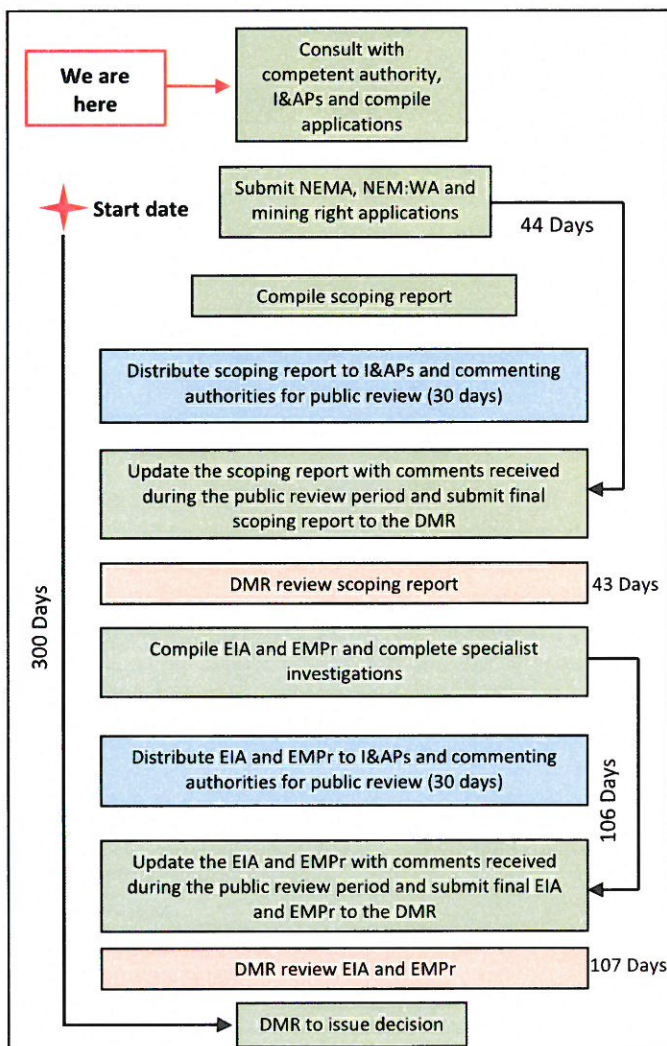 We are
here
Consult with
competent authority,
I&APs and compile
applications
Start date
Submit NEMA, NEM:WA and
mining right applications
44 Days
Compile scoping report
Distribute scoping report to I&APs and commenting
authorities for public review (30 days)
Update the scoping report with comments received
during the public review period and submit final
scoping report to the DMR
DMR review scoping report
43 Days
300 Days
Compile EIA and EMPr and complete specialist
investigations
Distribute EIA and EMPr to I&APs and commenting
authorities for public review (30 days)
106 Days
Update the EIA and EMPr with comments received
during the public review period and submit final EIA
and EMPr to the DMR
DMR review EIA and EMPr
107 Days
DMR to issue decision